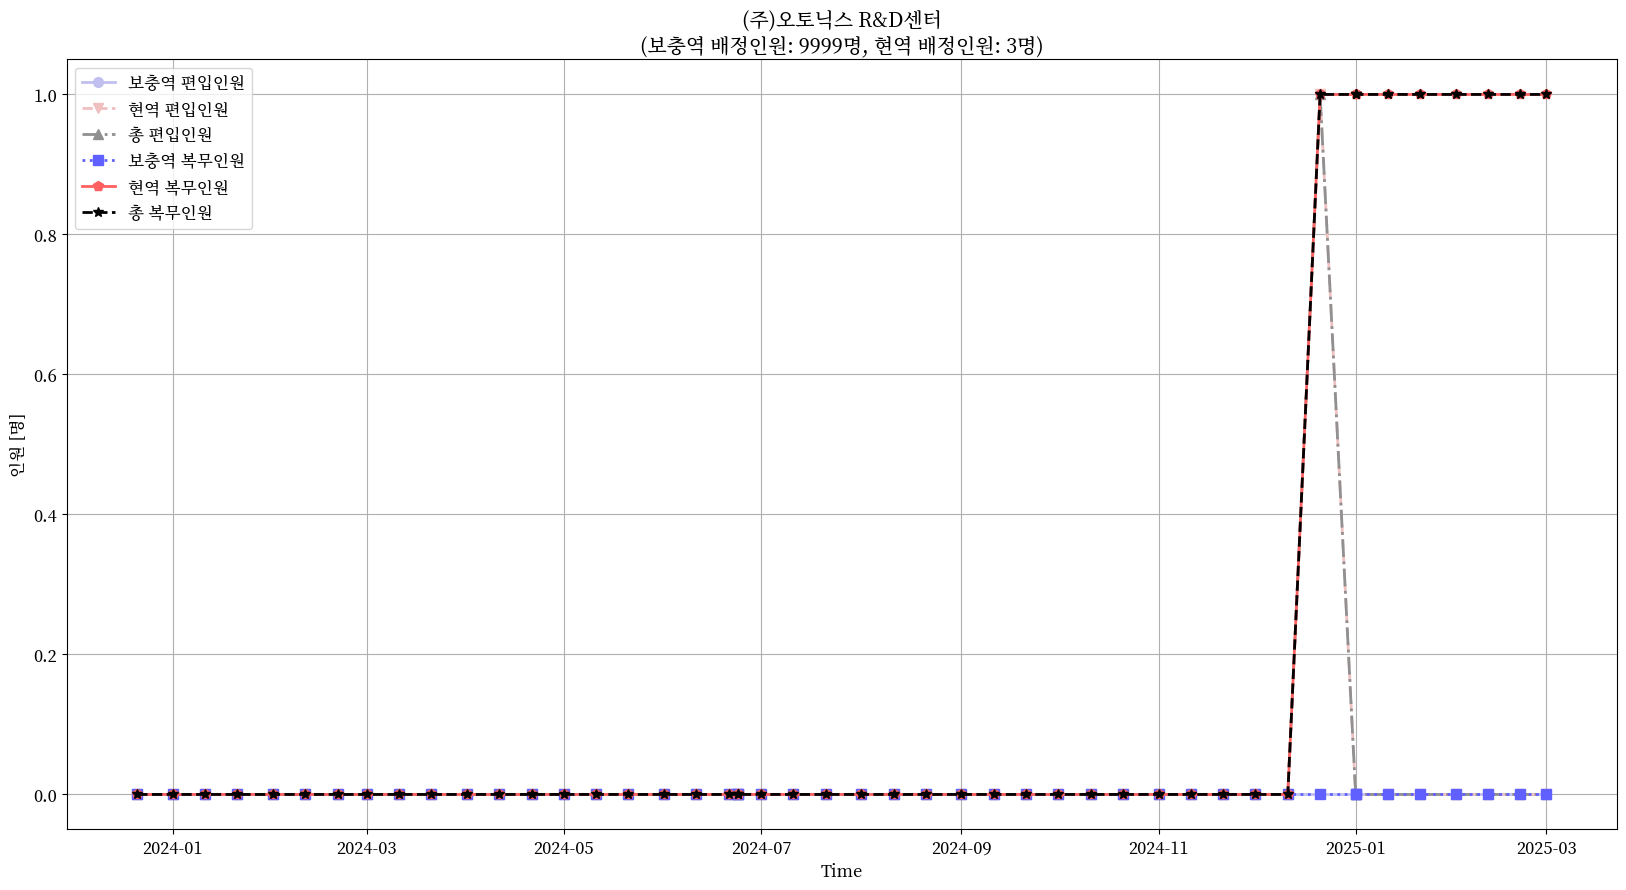 (주)오토닉스 R&D센터
(보충역 배정인원: 9999명, 현역 배정인원: 3명)
보충역 편입인원
현역 편입인원
총 편입인원
보충역 복무인원
현역 복무인원
총 복무인원
인원 [명]
1.0
0.8
0.6
0.4
0.2
0.0
2024-01 2024-03 2024-05 2024-07 2024-09 2024-11 2025-01 2025-03
Time